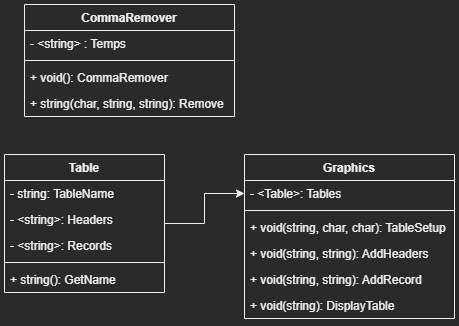 CommaRemover
- <string> : Temps
+ void(): CommaRemover
+ string(char, string, string): Remove
Table
- string: TableName
- <string>: Headers
- <string>: Records
+ string(): GetName
Graphics
- <Table>: Tables
+ void(string, char, char): TableSetup
+ void(string, string): AddHeaders
+ void(string, string): AddRecord
+ void(string): DisplayTable